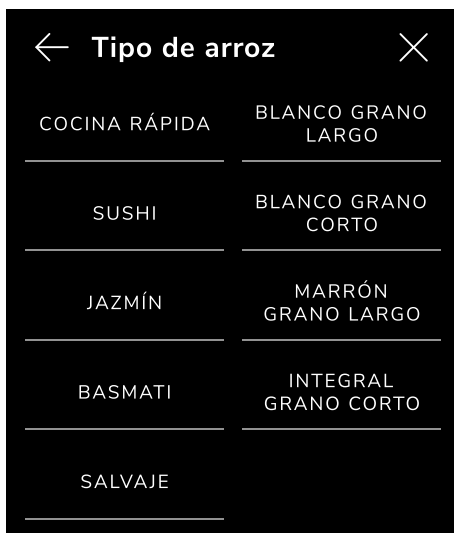 Tipo de arroz
COCINA RÁPIDA
BLANCO GRANO
LARGO
SUSHI
BLANCO GRANO
CORTO
JAZMÍN
MARRÓN
GRANO LARGO
BASMATI
INTEGRAL
GRANO CORTO
SALVAJE